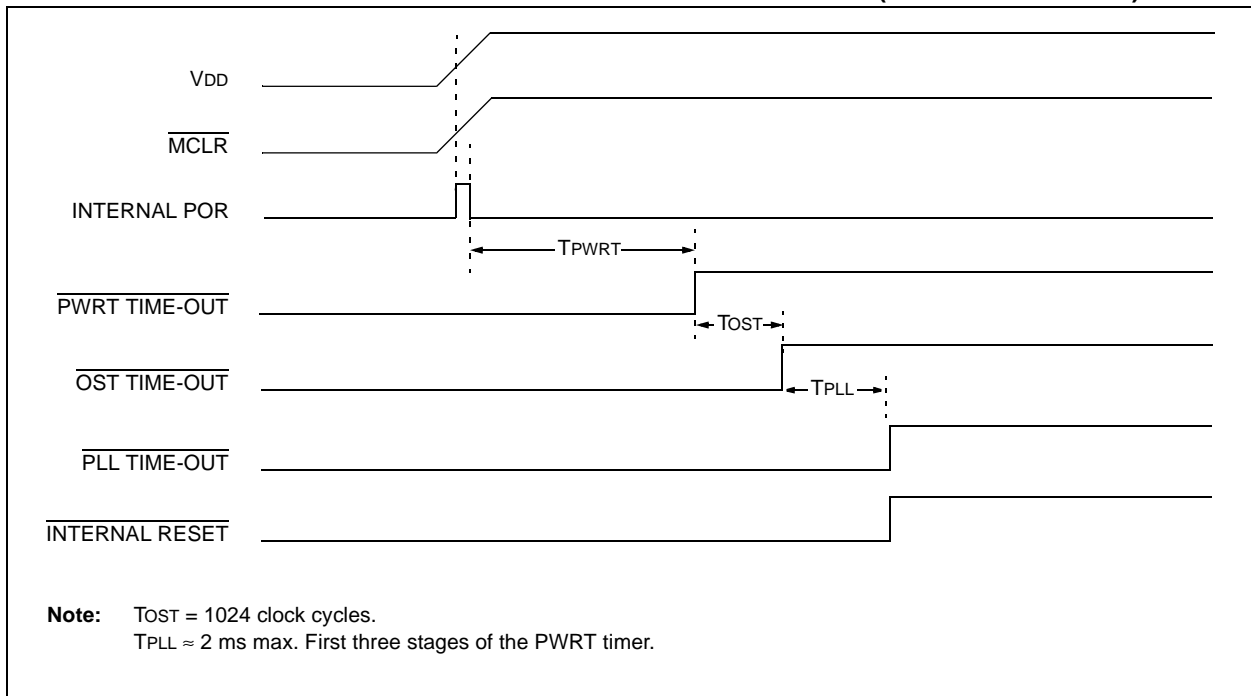 VDD
MCLR
INTERNAL POR
TPWRT
PWRT TIME-OUT
TOST
OST TIME-OUT
TPLL
PLL TIME-OUT
INTERNAL RESET
Note: TOST = 1024 clock cycles.
TPLL ≈ 2 ms max. First three stages of the PWRT timer.